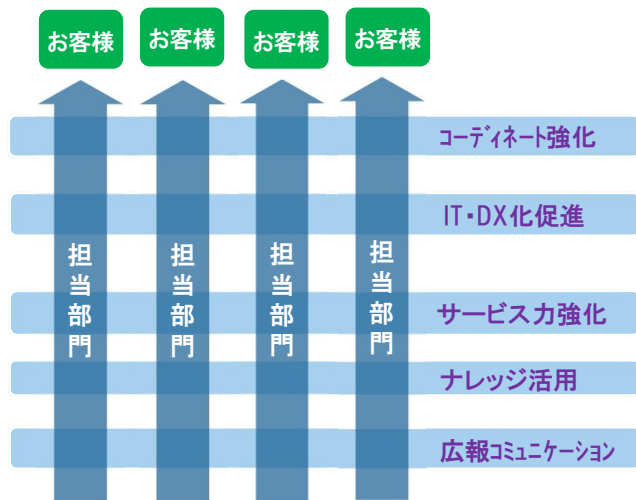 お客様
お客様
お客様
お客様
コーディネート強化
IT・DX化促進
担当部門
担当部門
担当部門
担当部門
サービス力強化
ナレッジ活用
広報コミュニケーション